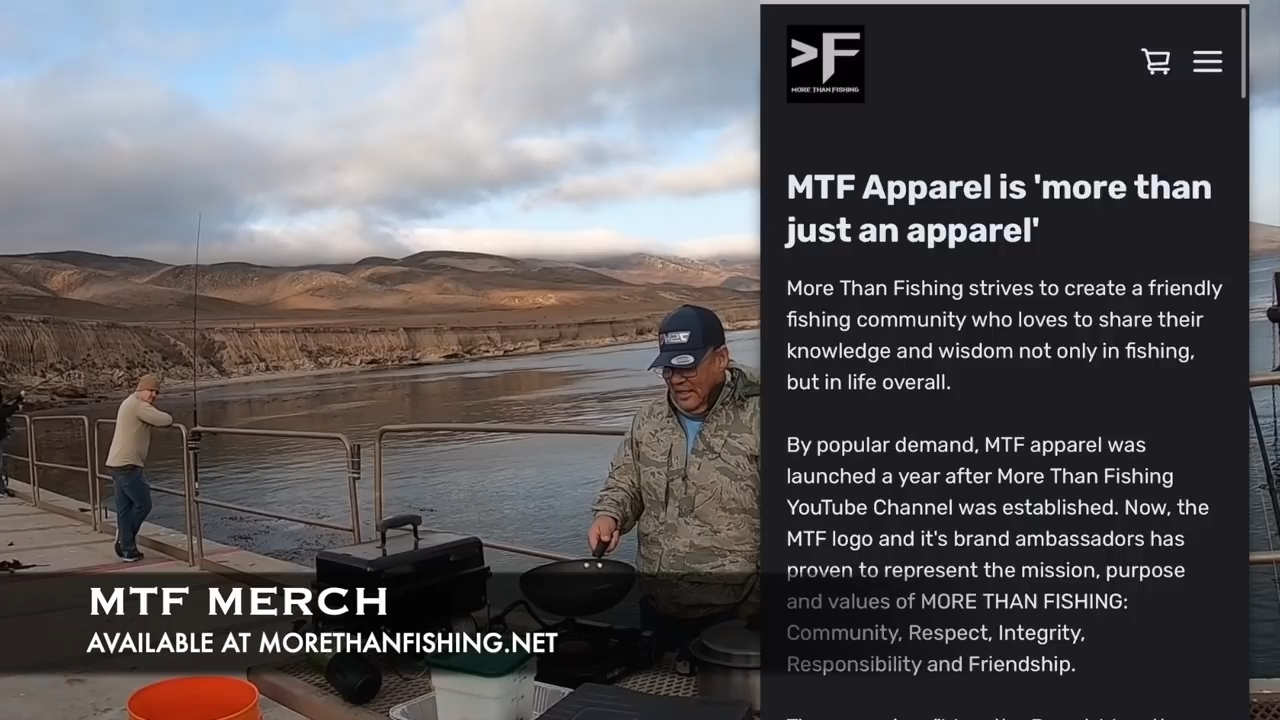 >F
MORE THAN FISHING
MTF Apparel is 'more than
just an apparel'
More Than Fishing strives to create a friendly
fishing community who loves to share their
knowledge and wisdom not only in fishing,
but in life overall.
By popular demand, MTF apparel was
launched a year after More Than Fishing
YouTube Channel was established. Now, the
MTF logo and it's brand ambassadors has
proven to represent the mission, purpose
and values of MORE THAN FISHING:
Community, Respect, Integrity,
Responsibility and Friendship.
MTF MERCH
AVAILABLE AT MORETHANFISHING.NET